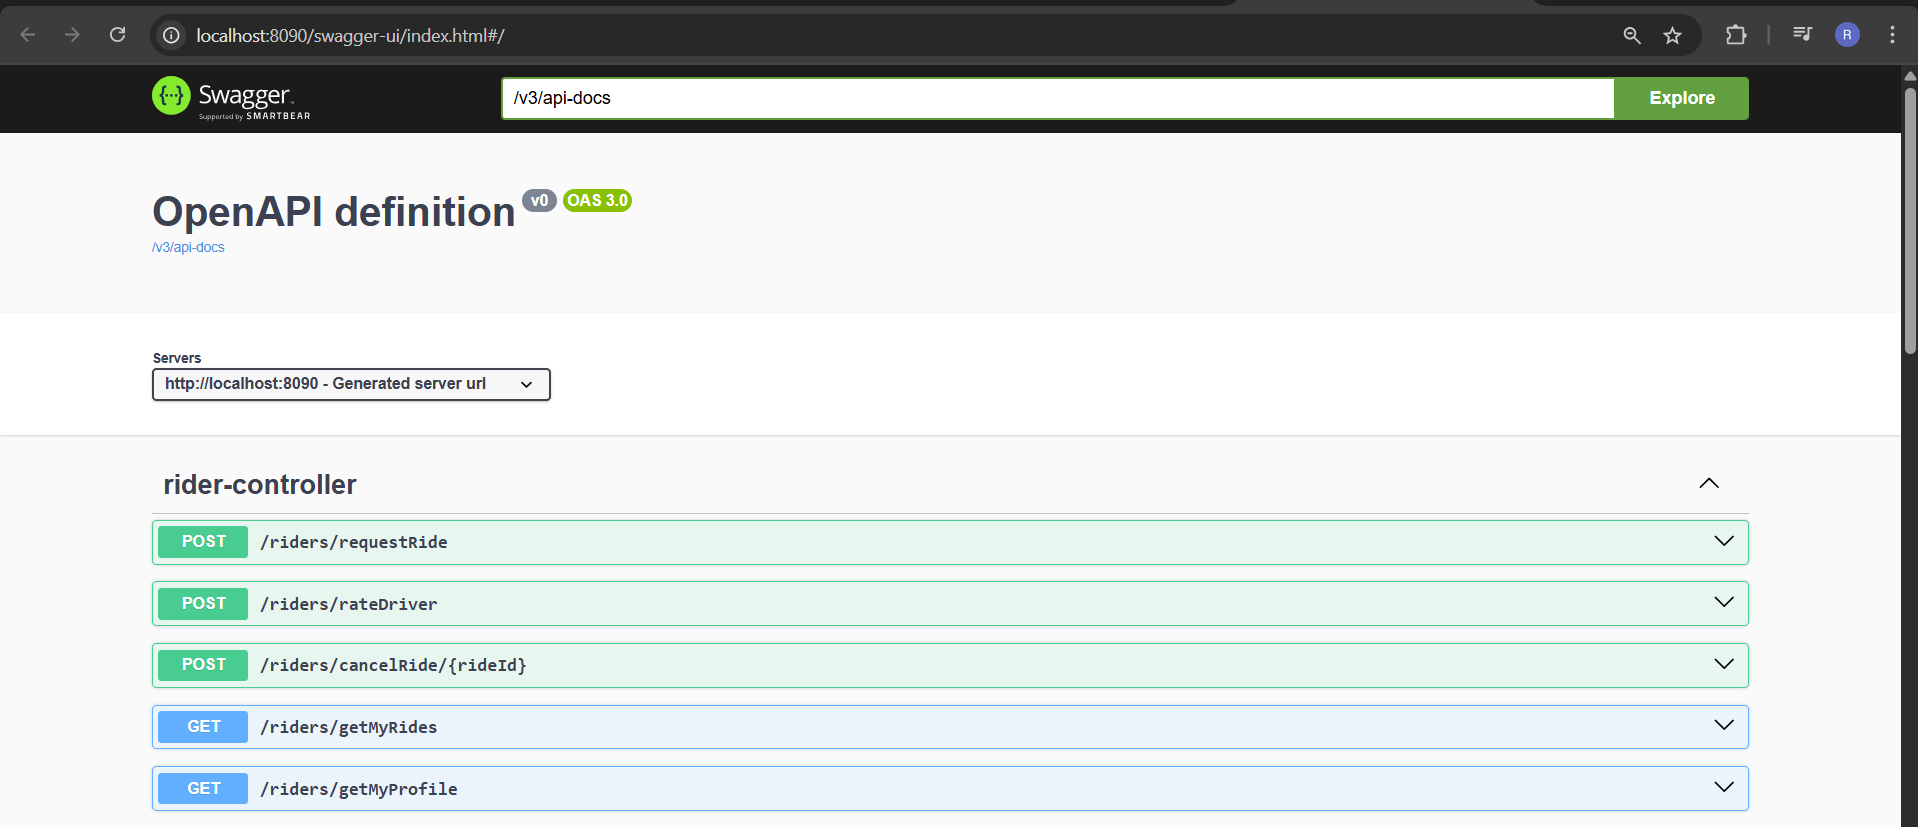 localhost:8090/swagger-ui/index.html#/
R
{···} Swagger
Supported by SMARTBEAR
/v3/api-docs
Explore
OpenAPI definition v0 OAS 3.0
/v3/api-docs
Servers
http://localhost:8090 - Generated server url
rider-controller
POST /riders/requestRide
POST /riders/rateDriver
POST /riders/cancelRide/{rideId}
GET /riders/getMyRides
GET /riders/getMyProfile